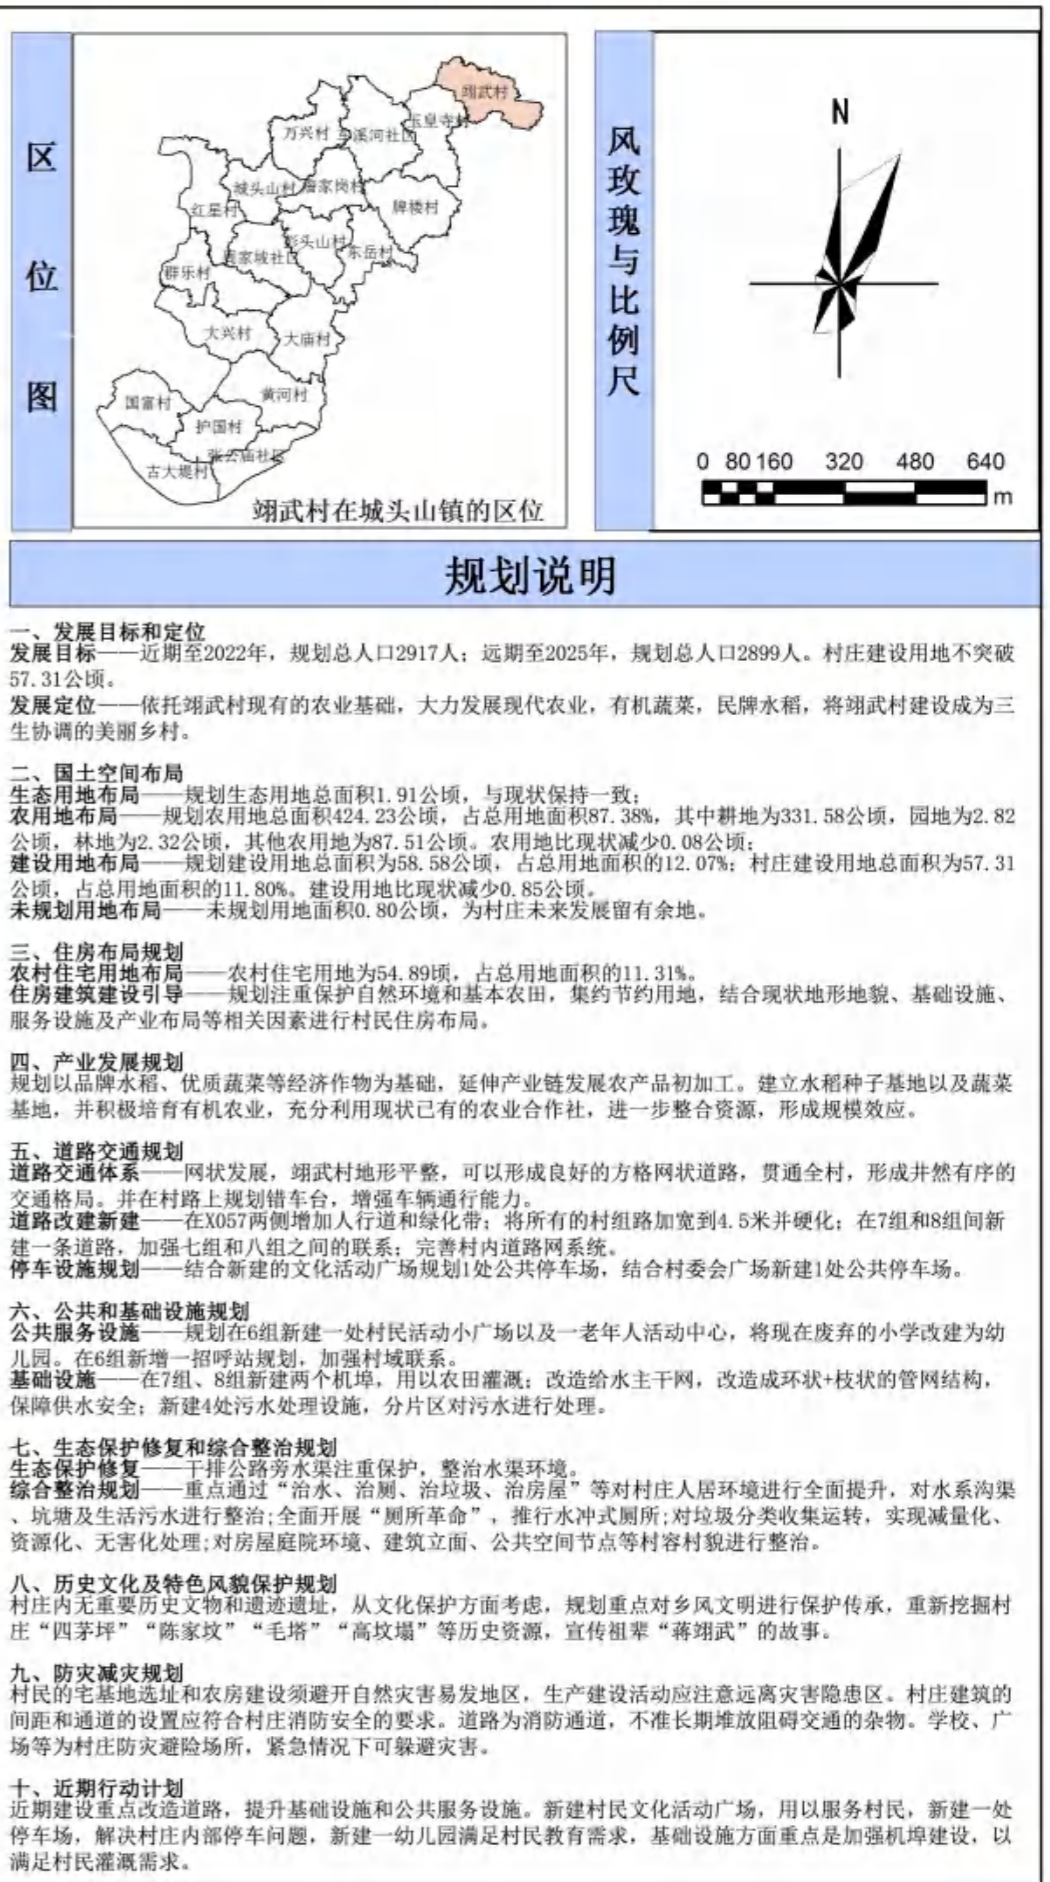 区位图
翊武村
玉皇寺村
万兴村
车溪河社区
城头山村
詹家岗村
牌楼村
红星村
彭头山村
周家坡社区
东岳村
群乐村
大兴村
大庙村
国富村
黄河村
护国村
张公庙社区
古大堤村
翊武村在城头山镇的区位
风玫瑰与比例尺
N
0 80 160 320 480 640
m
规划说明
一、发展目标和定位
发展目标——近期至2022年，规划总人口2917人；远期至2025年，规划总人口2899人。村庄建设用地不突破
57.31公顷。
发展定位——依托翊武村现有的农业基础，大力发展现代农业，有机蔬菜，民牌水稻，将翊武村建设成为三
生协调的美丽乡村。
二、国土空间布局
生态用地布局——规划生态用地总面积1.91公顷，与现状保持一致；
农用地布局——规划农用地总面积424.23公顷，占总用地面积87.38%，其中耕地为331.58公顷，园地为2.82
公顷，林地为2.32公顷，其他农用地为87.51公顷。农用地比现状减少0.08公顷；
建设用地布局——规划建设用地总面积为58.58公顷，占总用地面积的12.07%；村庄建设用地总面积为57.31
公顷，占总用地面积的11.80%。建设用地比现状减少0.85公顷。
未规划用地布局——未规划用地面积0.80公顷，为村庄未来发展留有余地。
三、住房布局规划
农村住宅用地布局——农村住宅用地为54.89顷，占总用地面积的11.31%。
住房建筑建设引导——规划注重保护自然环境和基本农田，集约节约用地，结合现状地形地貌、基础设施、
服务设施及产业布局等相关因素进行村民住房布局。
四、产业发展规划
规划以品牌水稻、优质蔬菜等经济作物为基础，延伸产业链发展农产品初加工。建立水稻种子基地以及蔬菜
基地，并积极培育有机农业，充分利用现状已有的农业合作社，进一步整合资源，形成规模效应。
五、道路交通规划
道路交通体系——网状发展，翊武村地形平整，可以形成良好的方格网状道路，贯通全村，形成井然有序的
交通格局。并在村路上规划错车台，增强车辆通行能力。
道路改建新建——在X057两侧增加人行道和绿化带；将所有的村组路加宽到4.5米并硬化；在7组和8组间新
建一条道路，加强七组和八组之间的联系；完善村内道路网系统。
停车设施规划——结合新建的文化活动广场规划1处公共停车场，结合村委会广场新建1处公共停车场。
六、公共和基础设施规划
公共服务设施——规划在6组新建一处村民活动小广场以及一老年人活动中心，将现在废弃的小学改建为幼
儿园。在6组新增一招呼站规划，加强村域联系。
基础设施——在7组、8组新建两个机埠，用以农田灌溉；改造给水主干网，改造成环状+枝状的管网结构，
保障供水安全；新建4处污水处理设施，分片区对污水进行处理。
七、生态保护修复和综合整治规划
生态保护修复——干排公路旁水渠注重保护，整治水渠环境。
综合整治规划——重点通过“治水、治厕、治垃圾、治房屋”等对村庄人居环境进行全面提升，对水系沟渠
、坑塘及生活污水进行整治;全面开展“厕所革命”，推行水冲式厕所;对垃圾分类收集运转，实现减量化、
资源化、无害化处理;对房屋庭院环境、建筑立面、公共空间节点等村容村貌进行整治。
八、历史文化及特色风貌保护规划
村庄内无重要历史文物和遗迹遗址，从文化保护方面考虑，规划重点对乡风文明进行保护传承，重新挖掘村
庄“四茅坪”“陈家坟”“毛塔”“高坟塌”等历史资源，宣传祖辈“蒋翊武”的故事。
九、防灾减灾规划
村民的宅基地选址和农房建设须避开自然灾害易发地区，生产建设活动应注意远离灾害隐患区。村庄建筑的
间距和通道的设置应符合村庄消防安全的要求。道路为消防通道，不准长期堆放阻碍交通的杂物。学校、广
场等为村庄防灾避险场所，紧急情况下可躲避灾害。
十、近期行动计划
近期建设重点改造道路，提升基础设施和公共服务设施。新建村民文化活动广场，用以服务村民，新建一处
停车场，解决村庄内部停车问题，新建一幼儿园满足村民教育需求，基础设施方面重点是加强机埠建设，以
满足村民灌溉需求。